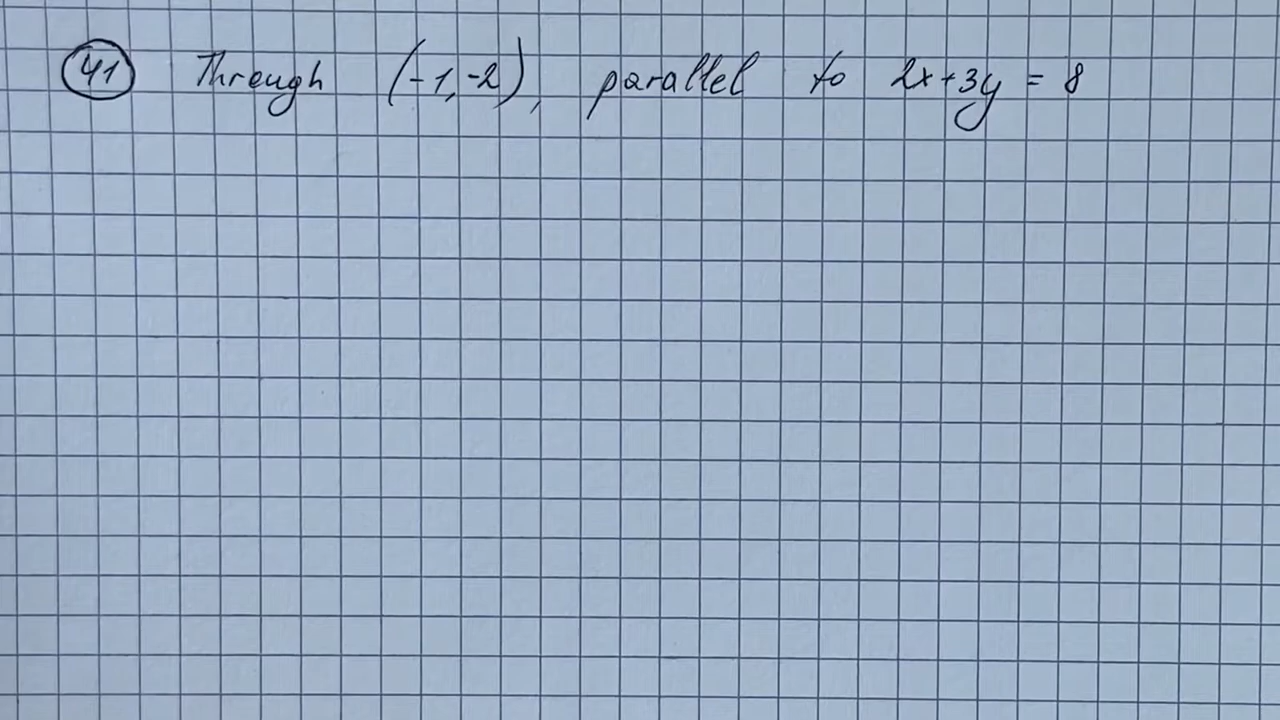 41 Through (-1,-2), parallel to 2x+3y = 8